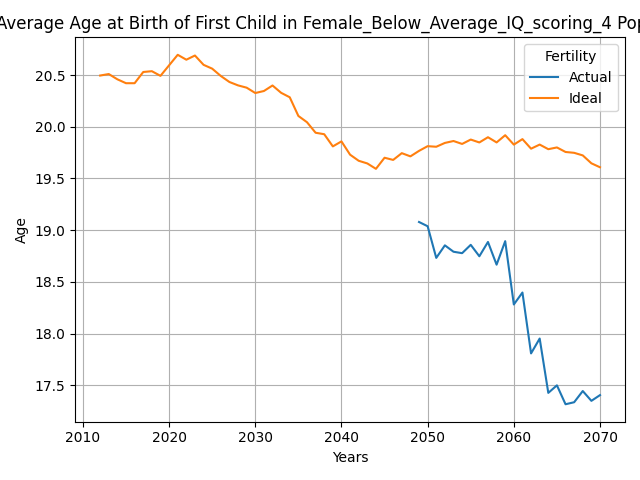 Average Age at Birth of First Child in Female_Below_Average_IQ_scoring_4 Pop
Fertility
Actual
Ideal
20.5
20.0
19.5
19.0
18.5
18.0
17.5
Age
2010 2020 2030 2040 2050 2060 2070
Years